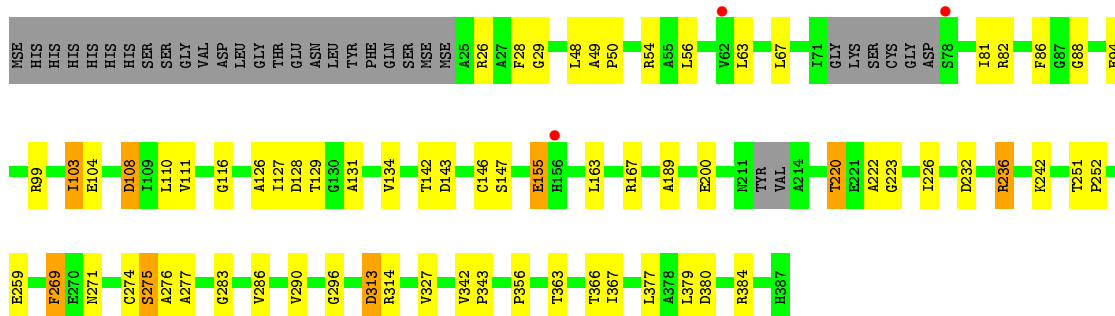 MSE HIS HIS HIS HIS HIS HIS SER SER GLY VAL ASP LEU GLY THR GLU ASN LEU TYR PHE GLN SER MSE MSE A25 R26 A27 F28 G29 L48 A49 P50 R54 A55 L56 V62 L63 L67 I71 GLY LYS SER CYS GLY ASP S78 I81 R82 F86 G87 G88
R99 I103 E104 D108 I109 L110 V111 G116 A126 I127 D128 T129 G130 A131 V134 T142 D143 C146 S147 E155 H156 L163 R167 A189 E200 N211 TYR VAL A214 T220 E221 A222 G223 I226 D232 R236 K242 T251 P252
E259 F269 E270 N271 C274 S275 A276 A277 G283 V286 V290 G296 D313 R314 V327 V342 P343 P356 T363 T366 I367 L377 A378 L379 D380 R384 H387